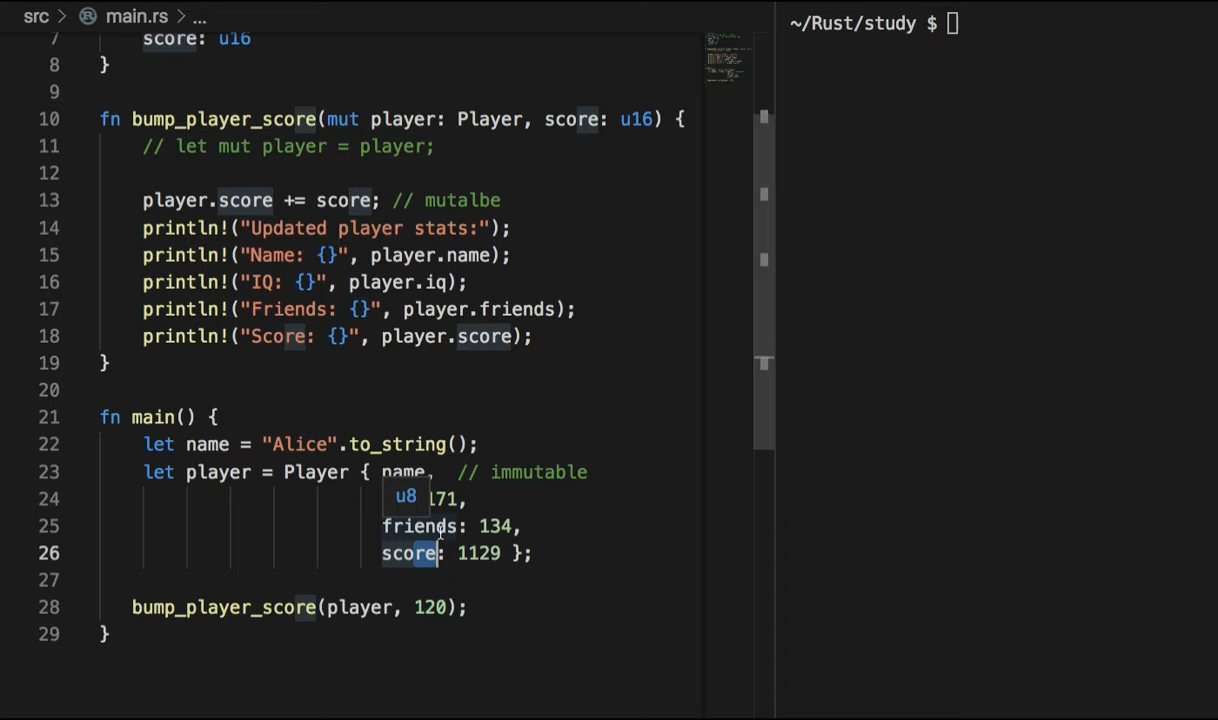 src > main.rs > ...
7 score: u16
8 }
9
10 fn bump_player_score(mut player: Player, score: u16) {
11 // let mut player = player;
12
13 player.score += score; // mutalbe
14 println!("Updated player stats:");
15 println!("Name: {}", player.name);
16 println!("IQ: {}", player.iq);
17 println!("Friends: {}", player.friends);
18 println!("Score: {}", player.score);
19 }
20
21 fn main() {
22 let name = "Alice".to_string();
23 let player = Player { name, // immutable
24 u8 171,
25 friends: 134,
26 score: 1129 };
27
28 bump_player_score(player, 120);
29 }
~/Rust/study $